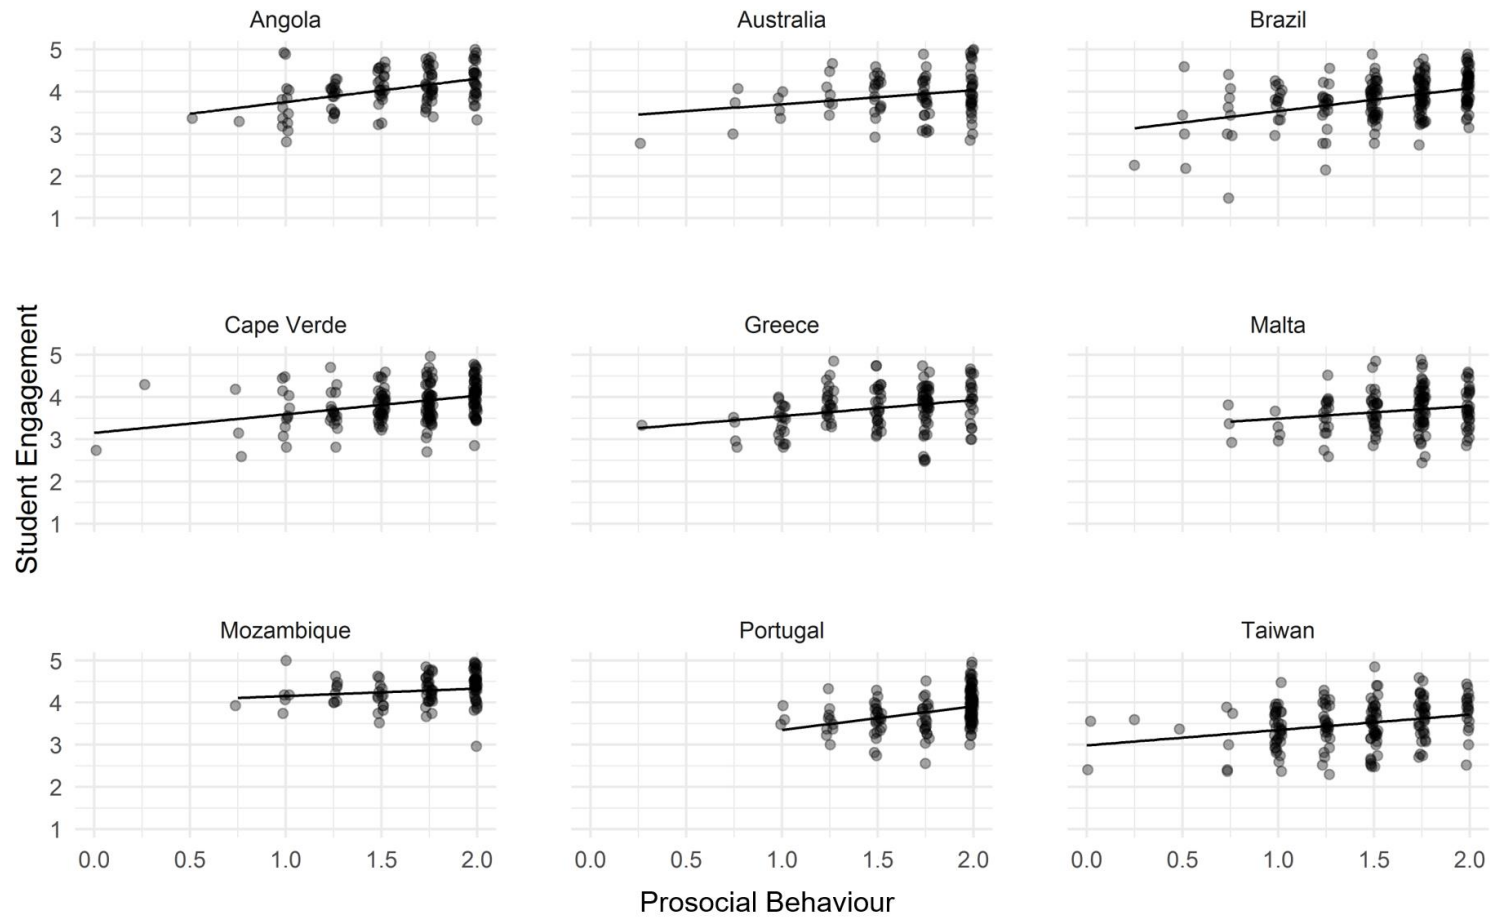 Angola
Australia
Brazil
5
4
3
2
1
Cape Verde
Greece
Malta
5
4
3
2
1
Student Engagement
Mozambique
Portugal
Taiwan
5
4
3
2
1
0.0 0.5 1.0 1.5 2.0
0.0 0.5 1.0 1.5 2.0
0.0 0.5 1.0 1.5 2.0
Prosocial Behaviour